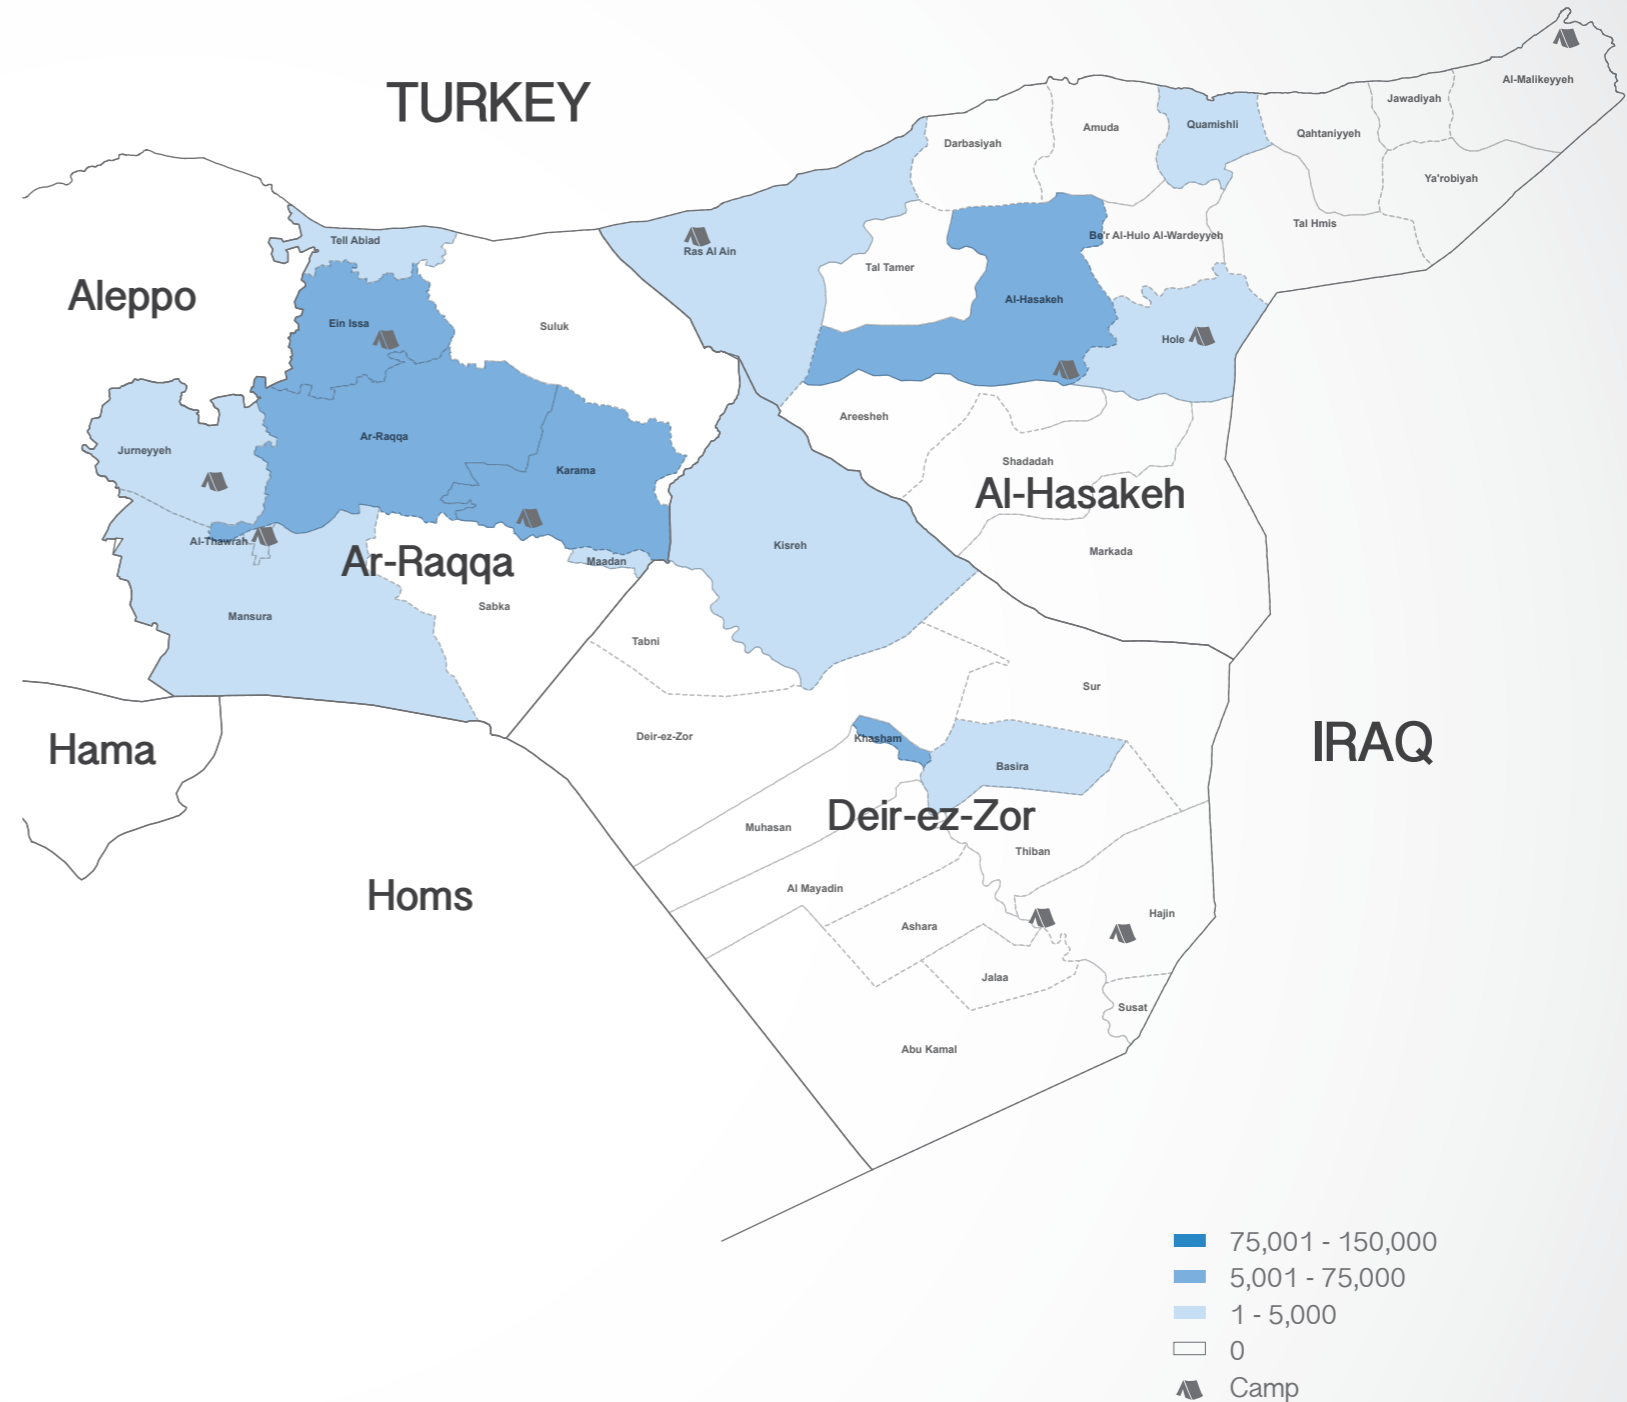 TURKEY
Al-Malikeyyeh
Jawadiyah
Quamishli
Amuda
Qahtaniyyeh
Darbasiyah
Ya'robiyah
Tal Hmis
Be'r Al-Hulo Al-Wardeyyeh
Tell Abiad
Ras Al Ain
Tal Tamer
Aleppo
Al-Hasakeh
Ein Issa
Suluk
Hole
Areesheh
Ar-Raqqa
Jurneyyeh
Shadadah
Karama
Al-Hasakeh
Al-Thawrah
Kisreh
Markada
Ar-Raqqa
Maadan
Sabka
Mansura
Tabni
Sur
Deir-ez-Zor
Khasham
IRAQ
Hama
Basira
Deir-ez-Zor
Muhasan
Thiban
Al Mayadin
Homs
Hajin
Ashara
Jalaa
Susat
Abu Kamal
75,001 - 150,000
5,001 - 75,000
1 - 5,000
0
Camp